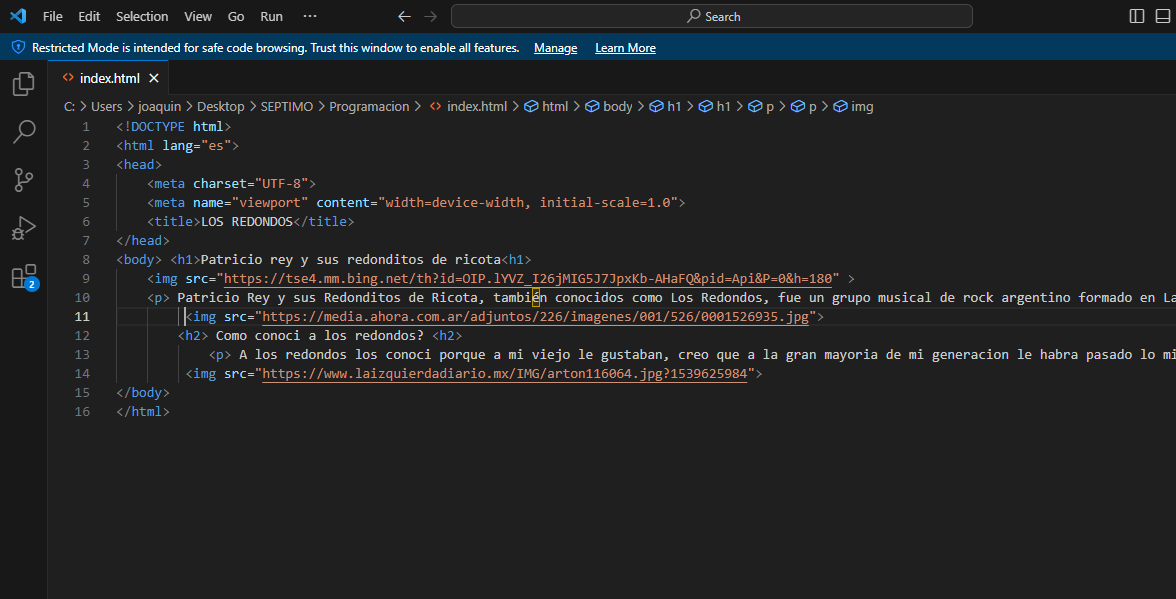 File Edit Selection View Go Run ··· Search
Restricted Mode is intended for safe code browsing. Trust this window to enable all features. Manage Learn More
index.html
C: > Users > joaquin > Desktop > SEPTIMO > Programacion > index.html > html > body > h1 > h1 > p > p > img
1 <!DOCTYPE html>
2 <html lang="es">
3 <head>
4 <meta charset="UTF-8">
5 <meta name="viewport" content="width=device-width, initial-scale=1.0">
6 <title>LOS REDONDOS</title>
7 </head>
8 <body> <h1>Patricio rey y sus redonditos de ricota<h1>
9 <img src="https://tse4.mm.bing.net/th?id=OIP.lYVZ_I26jMIG5J7JpxKb-AHaFQ&pid=Api&P=0&h=180" >
10 <p> Patricio Rey y sus Redonditos de Ricota, también conocidos como Los Redondos, fue un grupo musical de rock argentino formado en La
11 <img src="https://media.ahora.com.ar/adjuntos/226/imagenes/001/526/0001526935.jpg">
12 <h2> Como conoci a los redondos? <h2>
13 <p> A los redondos los conoci porque a mi viejo le gustaban, creo que a la gran mayoria de mi generacion le habra pasado lo mi
14 <img src="https://www.laizquierdadiario.mx/IMG/arton116064.jpg?1539625984">
2
15 </body>
16 </html>